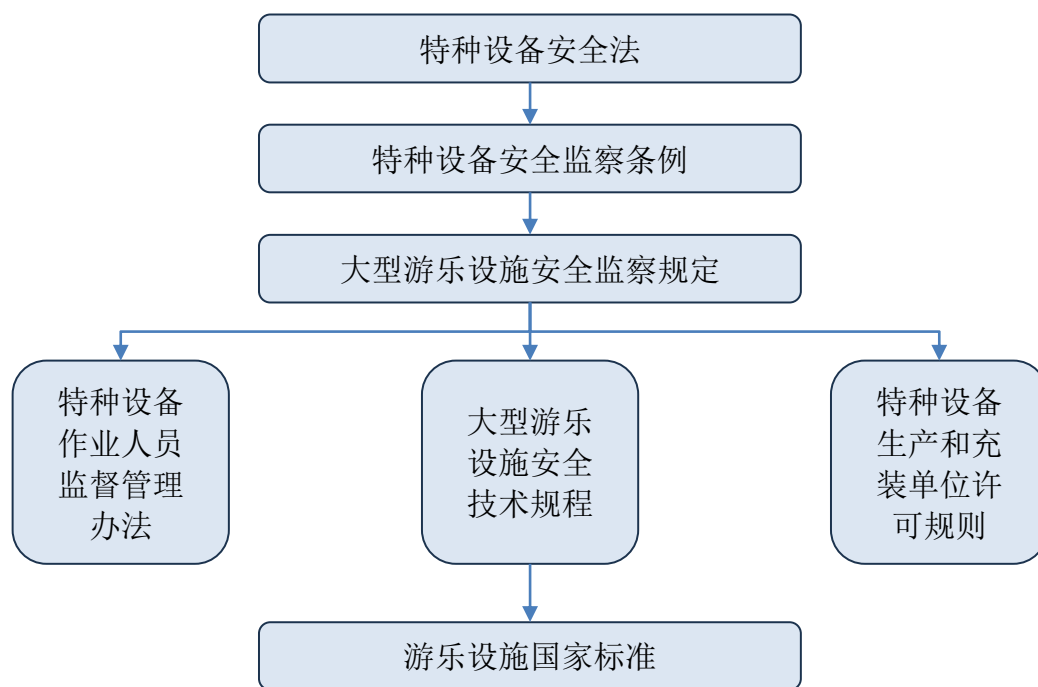 特种设备安全法
特种设备安全监察条例
大型游乐设施安全监察规定
特种设备
作业人员
监督管理
办法
大型游乐
设施安全
技术规程
特种设备
生产和充
装单位许
可规则
游乐设施国家标准